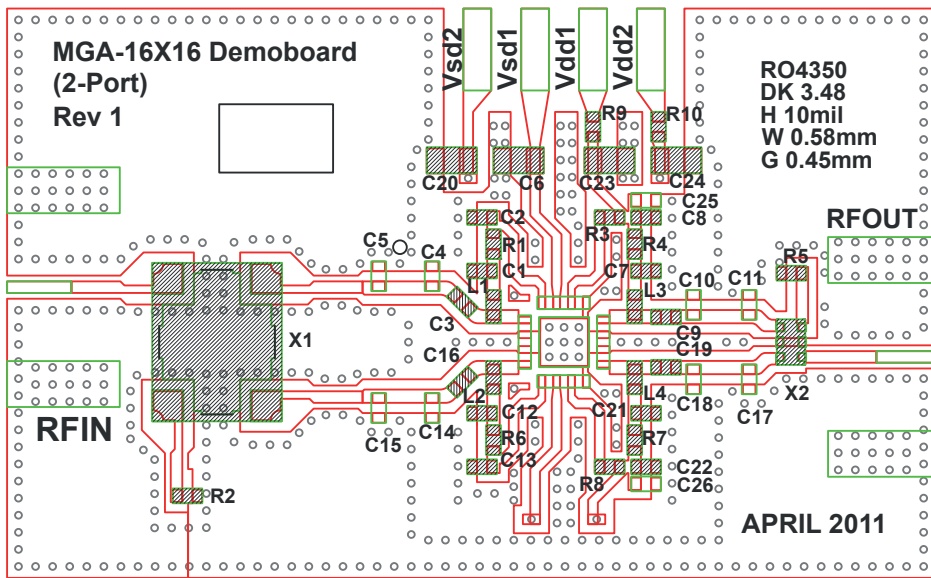 MGA-16X16 Demoboard
(2-Port)
Rev 1
Vsd2
Vsd1
Vdd1
Vdd2
RO4350
DK 3.48
H 10mil
W 0.58mm
G 0.45mm
R9
R10
C20
C6
C23
C24
C25
C2
C8
R3
RFOUT
C5
C4
R1
R4
R5
C1
C7
L1
L3
C10
C11
C3
X1
C9
C16
C19
L2
L4
C18
X2
C17
RFIN
C15
C14
C12
C21
R6
R7
C13
R8
C22
C26
R2
APRIL 2011